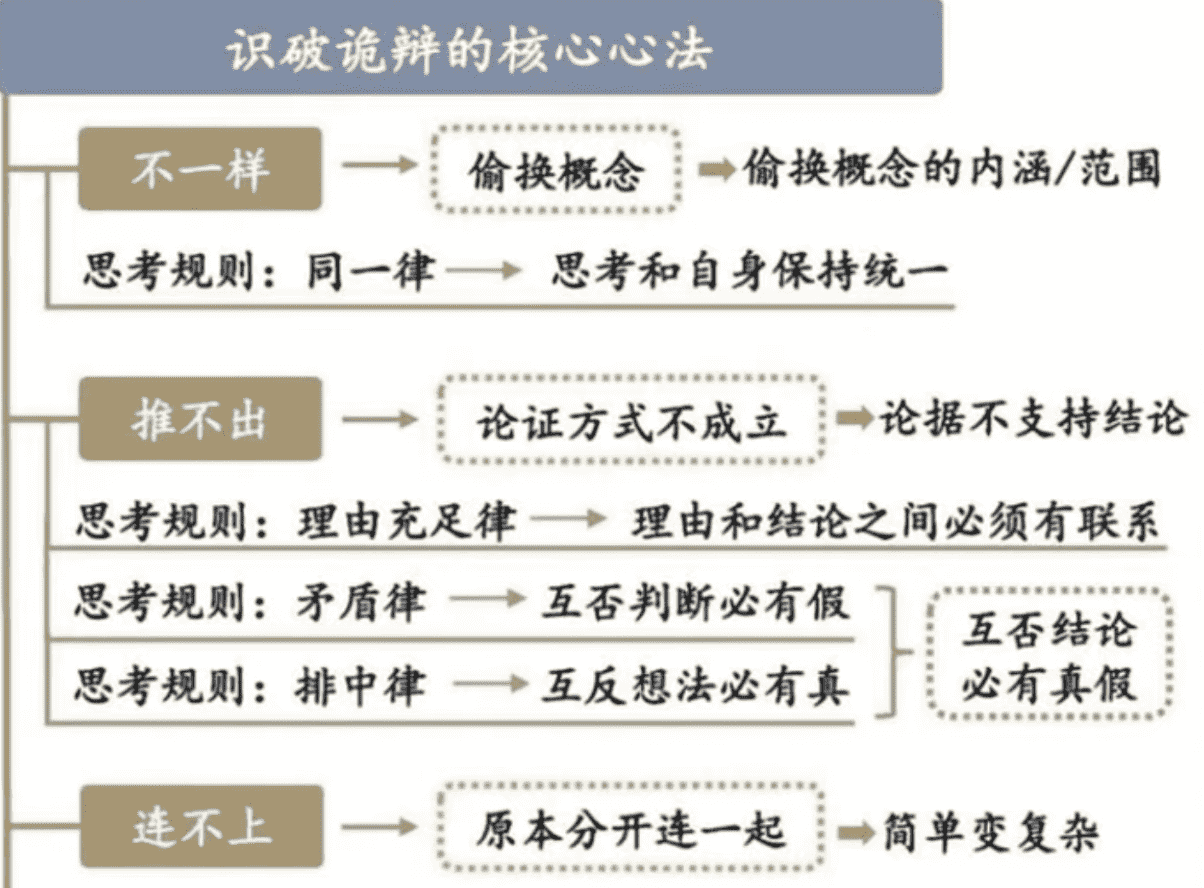 识破诡辩的核心心法
不一样 偷换概念 偷换概念的内涵/范围
思考规则：同一律 思考和自身保持统一
推不出 论证方式不成立 论据不支持结论
思考规则：理由充足律 理由和结论之间必须有联系
思考规则：矛盾律 互否判断必有假
思考规则：排中律 互反想法必有真
互否结论
必有真假
连不上 原本分开连一起 简单变复杂